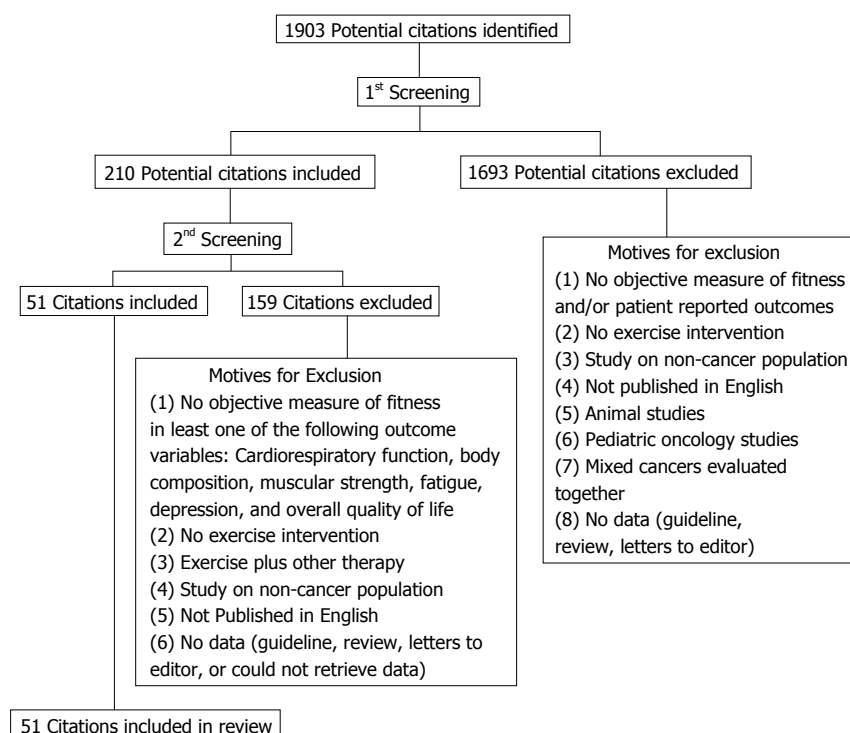 1903 Potential citations identified
1st Screening
210 Potential citations included
1693 Potential citations excluded
2nd Screening
51 Citations included
159 Citations excluded
Motives for Exclusion
(1) No objective measure of fitness
in least one of the following outcome
variables: Cardiorespiratory function, body
composition, muscular strength, fatigue,
depression, and overall quality of life
(2) No exercise intervention
(3) Exercise plus other therapy
(4) Study on non-cancer population
(5) Not Published in English
(6) No data (guideline, review, letters to
editor, or could not retrieve data)
Motives for exclusion
(1) No objective measure of fitness
and/or patient reported outcomes
(2) No exercise intervention
(3) Study on non-cancer population
(4) Not published in English
(5) Animal studies
(6) Pediatric oncology studies
(7) Mixed cancers evaluated
together
(8) No data (guideline,
review, letters to editor)
51 Citations included in review